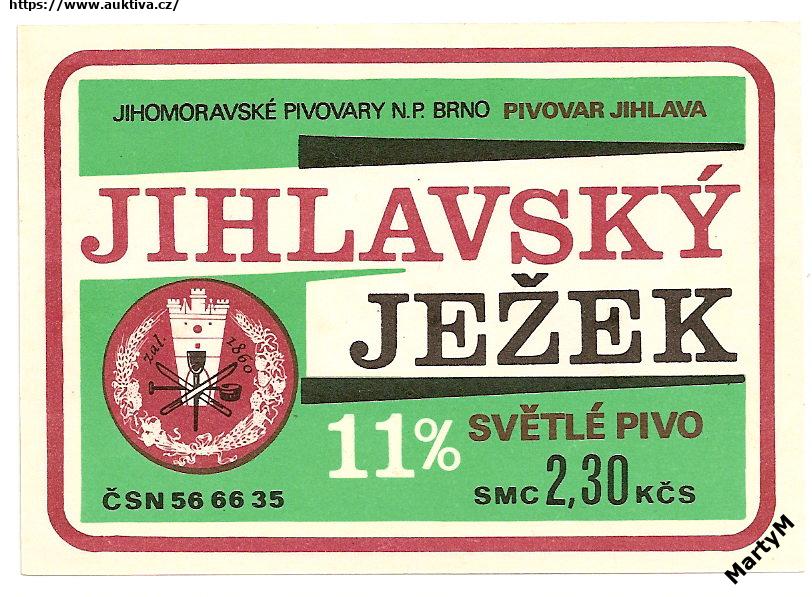 https://www.auktiva.cz/
JIHOMORAVSKÉ PIVOVARY N.P. BRNO PIVOVAR JIHLAVA
JIHLAVSKÝ
JEŽEK
zal. 1860
11% SVĚTLÉ PIVO
ČSN 56 66 35
SMC 2,30 KČS
MartyM